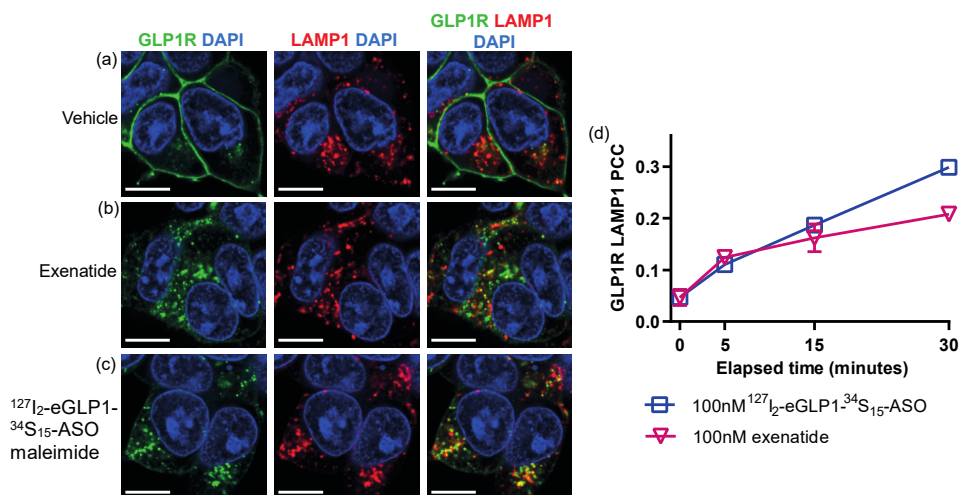 GLP1R DAPI
LAMP1 DAPI
GLP1R LAMP1
DAPI
(a)
Vehicle
(b)
Exenatide
(c)
¹²⁷I₂-eGLP1-
³⁴S₁₅-ASO
maleimide
(d)
GLP1R LAMP1 PCC
0.3
0.2
0.1
0.0
0 5 15 30
Elapsed time (minutes)
100nM ¹²⁷I₂-eGLP1-³⁴S₁₅-ASO
100nM exenatide